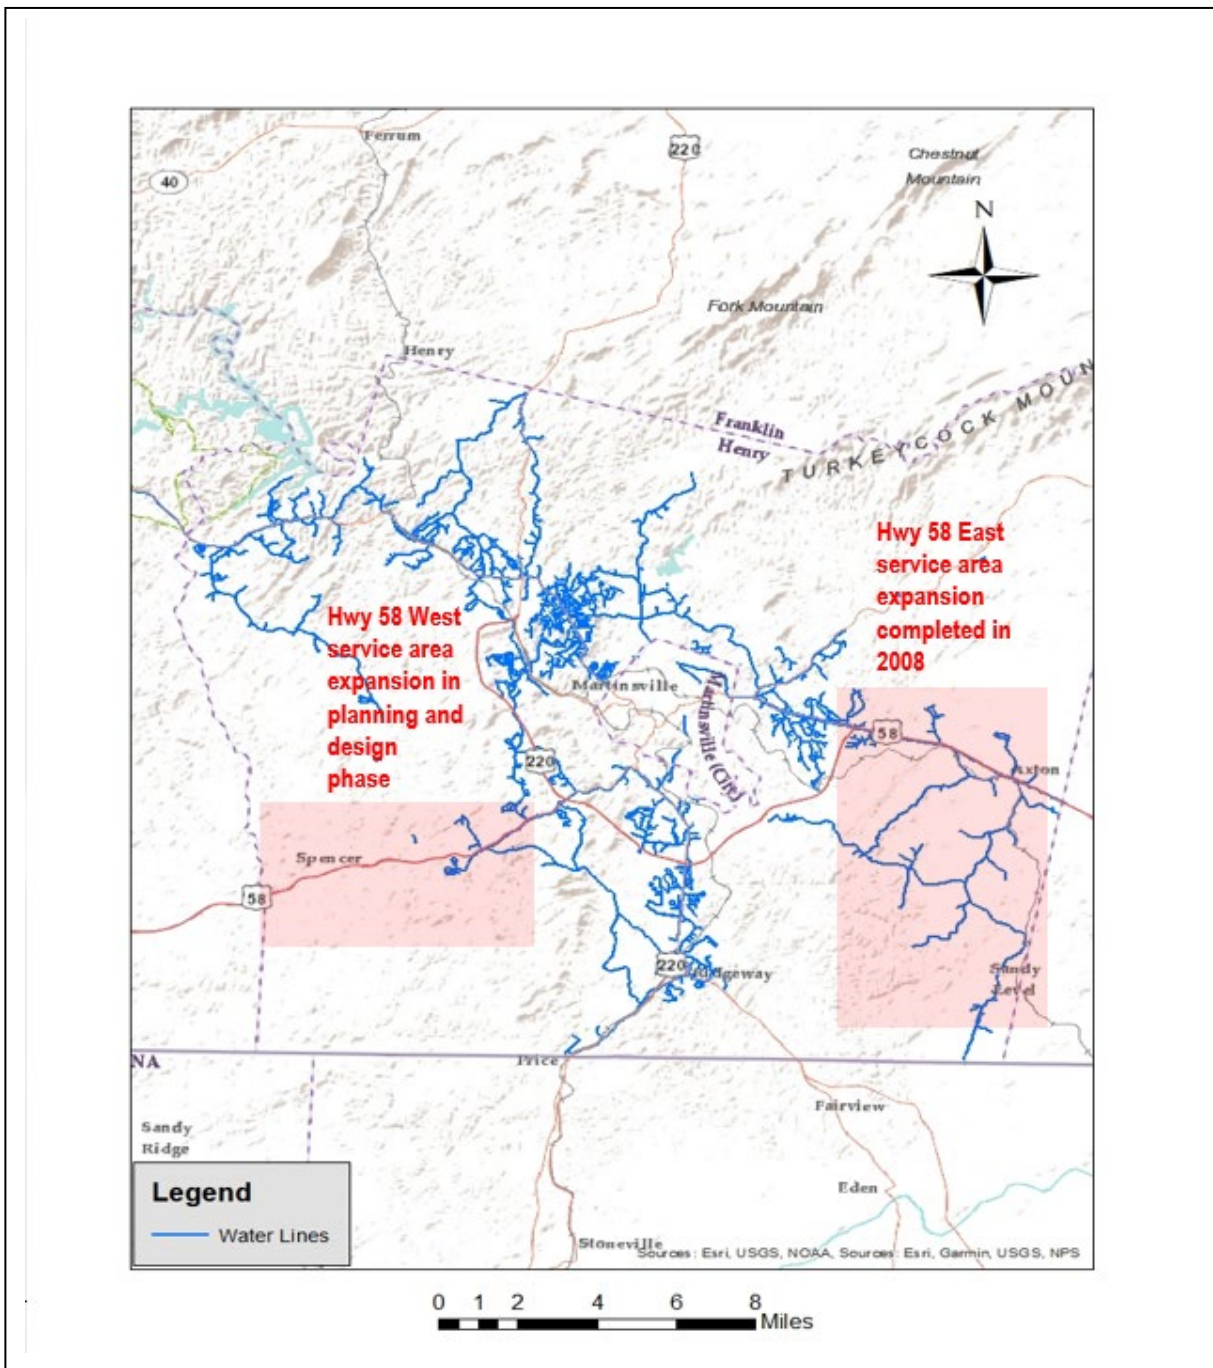 Ferrum
220
Chestnut
Mountain
40
N
Fork Mountain
Henry
Franklin
Henry
TURKEYCOCK MOUN
Hwy 58 East
service area
expansion
completed in
2008
Hwy 58 West
service area
expansion in
planning and
design
phase
Martinsville
Martinsville (City)
58
220
Axton
Spencer
58
220
Ridgeway
Sandy
Level
NA
Price
Sandy
Ridge
Fairview
Eden
Stoneville
Legend
Water Lines
Sources: Esri, USGS, NOAA, Sources: Esri, Garmin, USGS, NPS
0 1 2 4 6 8
Miles